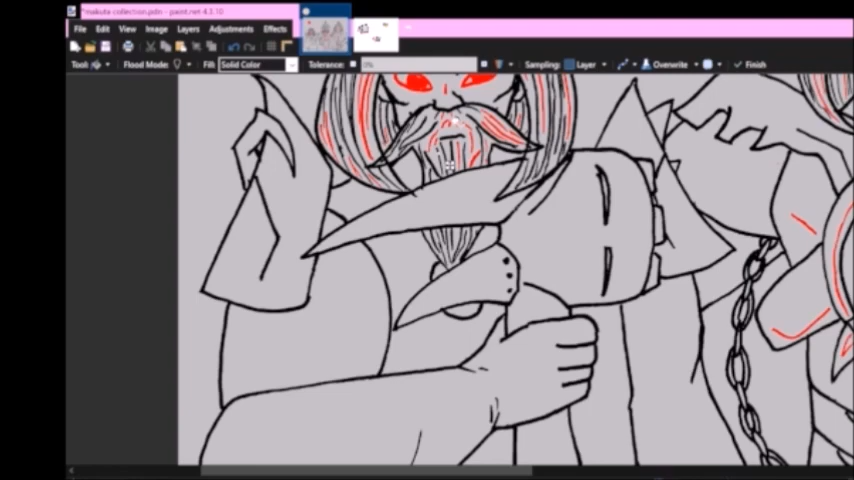 *makuta collection.pdn - paint.net 4.3.10
File Edit View Image Layers Adjustments Effects
Tool: Flood Mode: Fill: Solid Color Tolerance: 0% Sampling: Layer Overwrite Finish